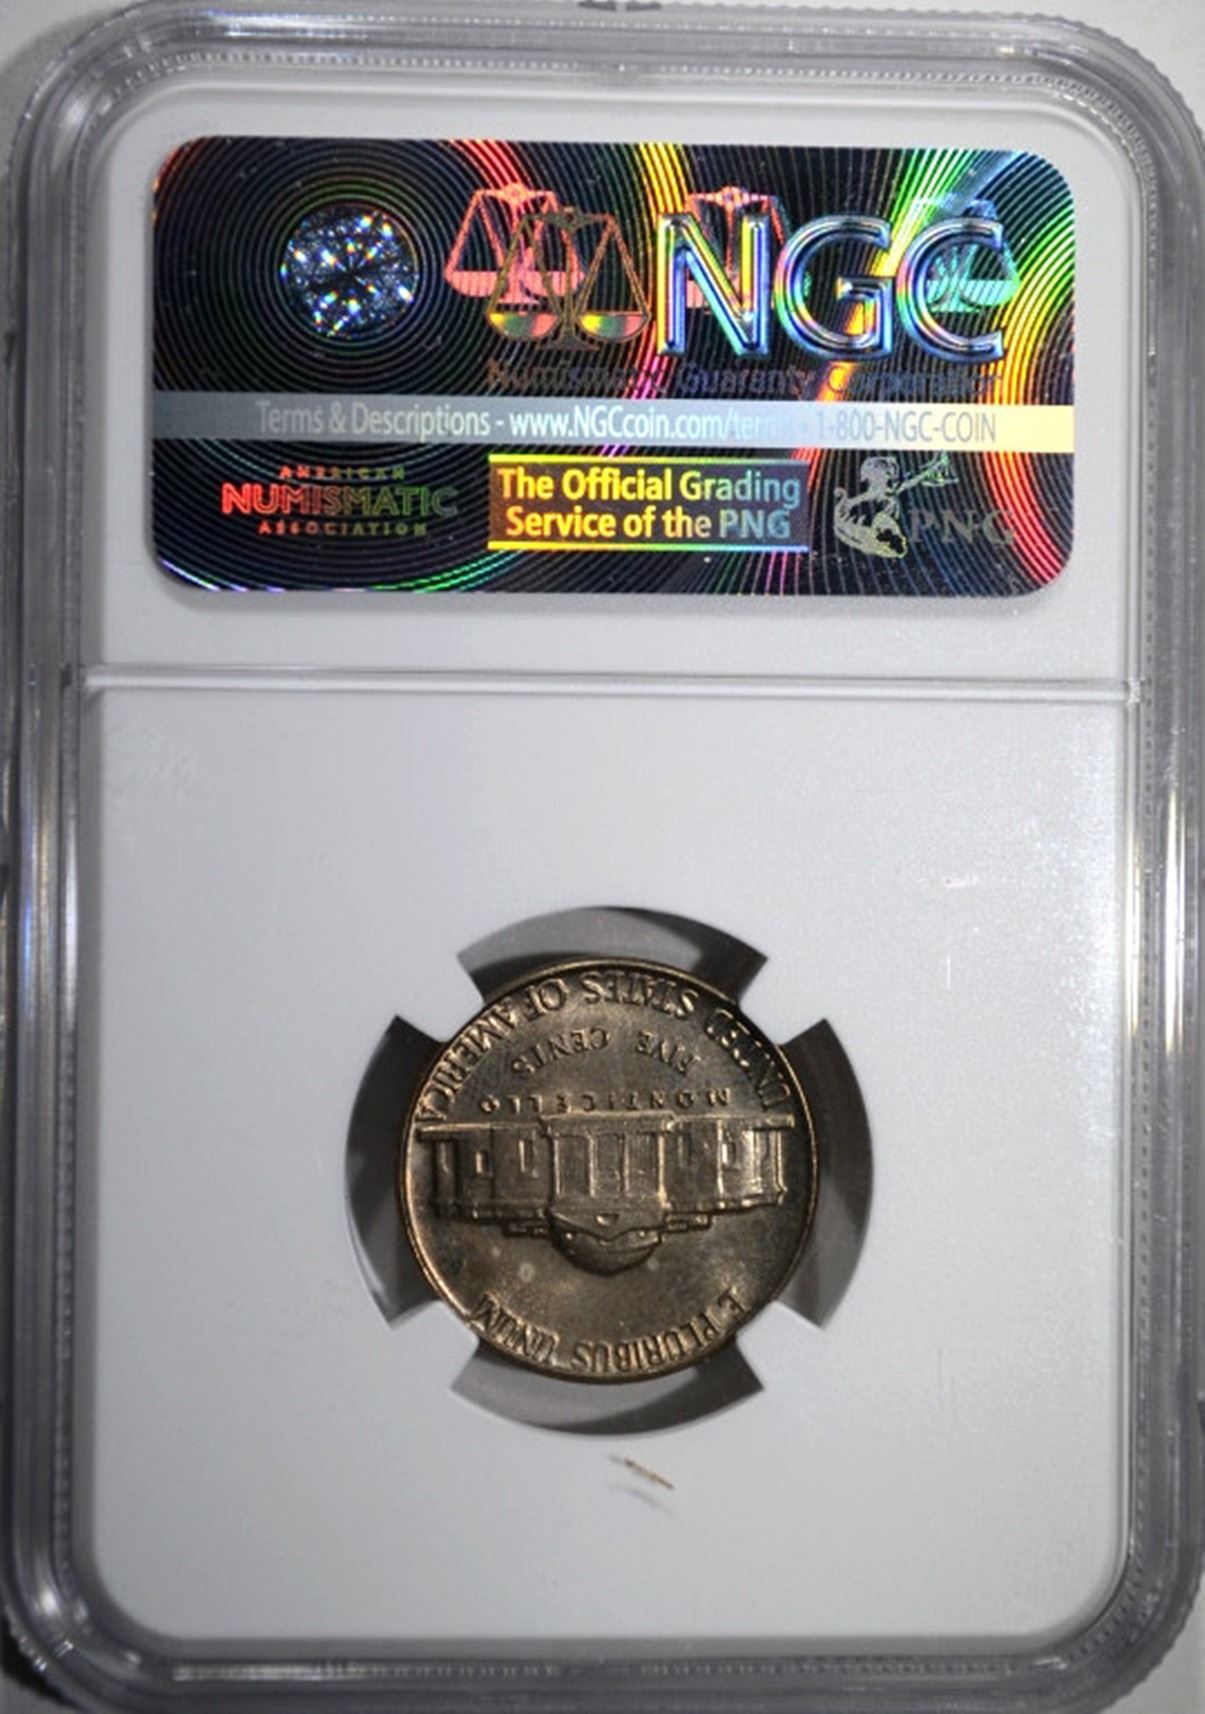 NGC
Numismatic Guaranty Corporation
Terms & Descriptions - www.NGCcoin.com/terms • 1-800-NGC-COIN
AMERICAN
NUMISMATIC
ASSOCIATION
The Official Grading
Service of the PNG
PNG
UNITED STATES OF AMERICA
FIVE CENTS
MONTICELLO
E PLURIBUS UNUM